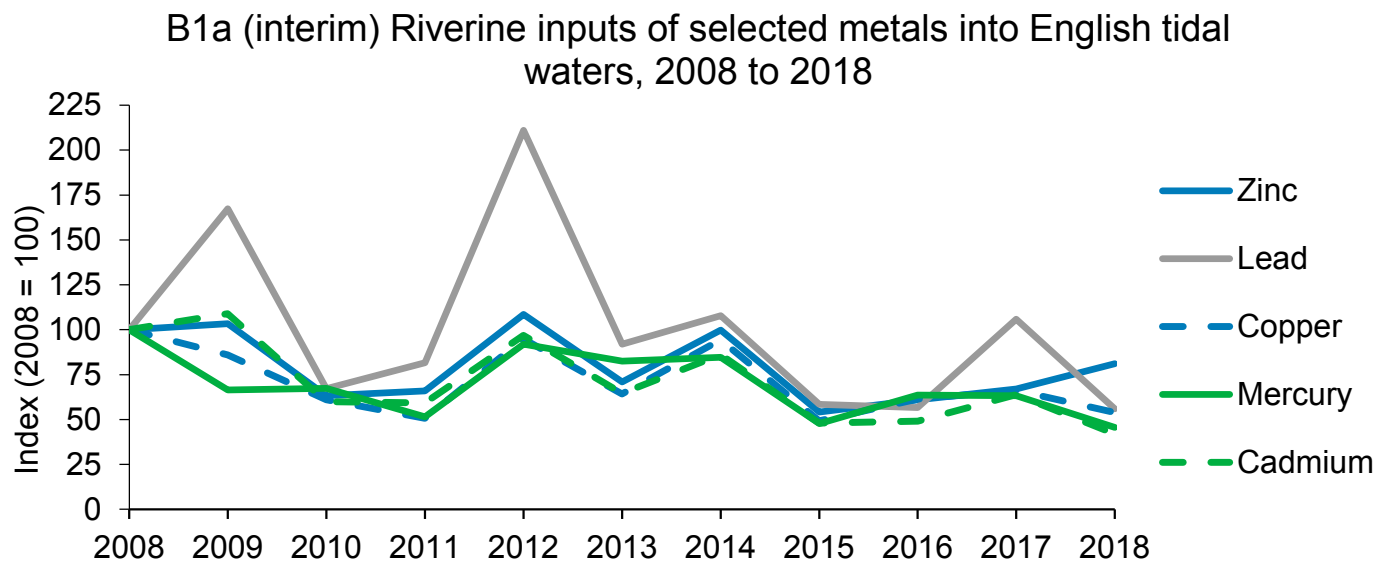 B1a (interim) Riverine inputs of selected metals into English tidal
waters, 2008 to 2018
Index (2008 = 100)
225
200
175
150
125
100
75
50
25
0
2008 2009 2010 2011 2012 2013 2014 2015 2016 2017 2018
Zinc
Lead
Copper
Mercury
Cadmium